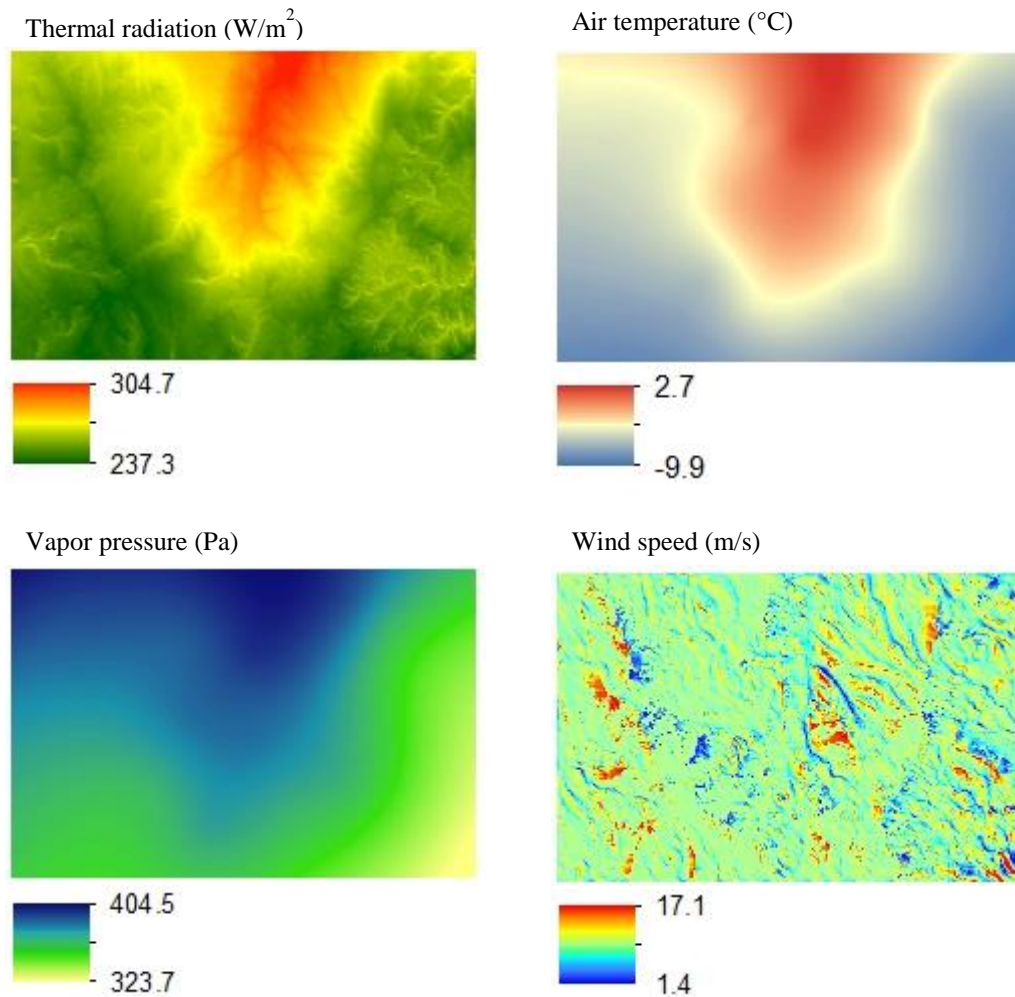 Thermal radiation (W/m²)
Air temperature (°C)
304.7
237.3
2.7
-9.9
Vapor pressure (Pa)
Wind speed (m/s)
404.5
323.7
17.1
1.4